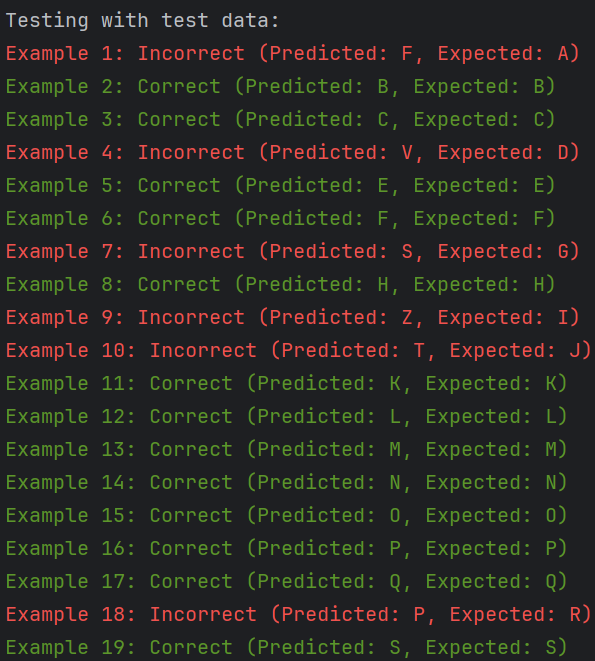 Testing with test data:
Example 1: Incorrect (Predicted: F, Expected: A)
Example 2: Correct (Predicted: B, Expected: B)
Example 3: Correct (Predicted: C, Expected: C)
Example 4: Incorrect (Predicted: V, Expected: D)
Example 5: Correct (Predicted: E, Expected: E)
Example 6: Correct (Predicted: F, Expected: F)
Example 7: Incorrect (Predicted: S, Expected: G)
Example 8: Correct (Predicted: H, Expected: H)
Example 9: Incorrect (Predicted: Z, Expected: I)
Example 10: Incorrect (Predicted: T, Expected: J)
Example 11: Correct (Predicted: K, Expected: K)
Example 12: Correct (Predicted: L, Expected: L)
Example 13: Correct (Predicted: M, Expected: M)
Example 14: Correct (Predicted: N, Expected: N)
Example 15: Correct (Predicted: O, Expected: O)
Example 16: Correct (Predicted: P, Expected: P)
Example 17: Correct (Predicted: Q, Expected: Q)
Example 18: Incorrect (Predicted: P, Expected: R)
Example 19: Correct (Predicted: S, Expected: S)